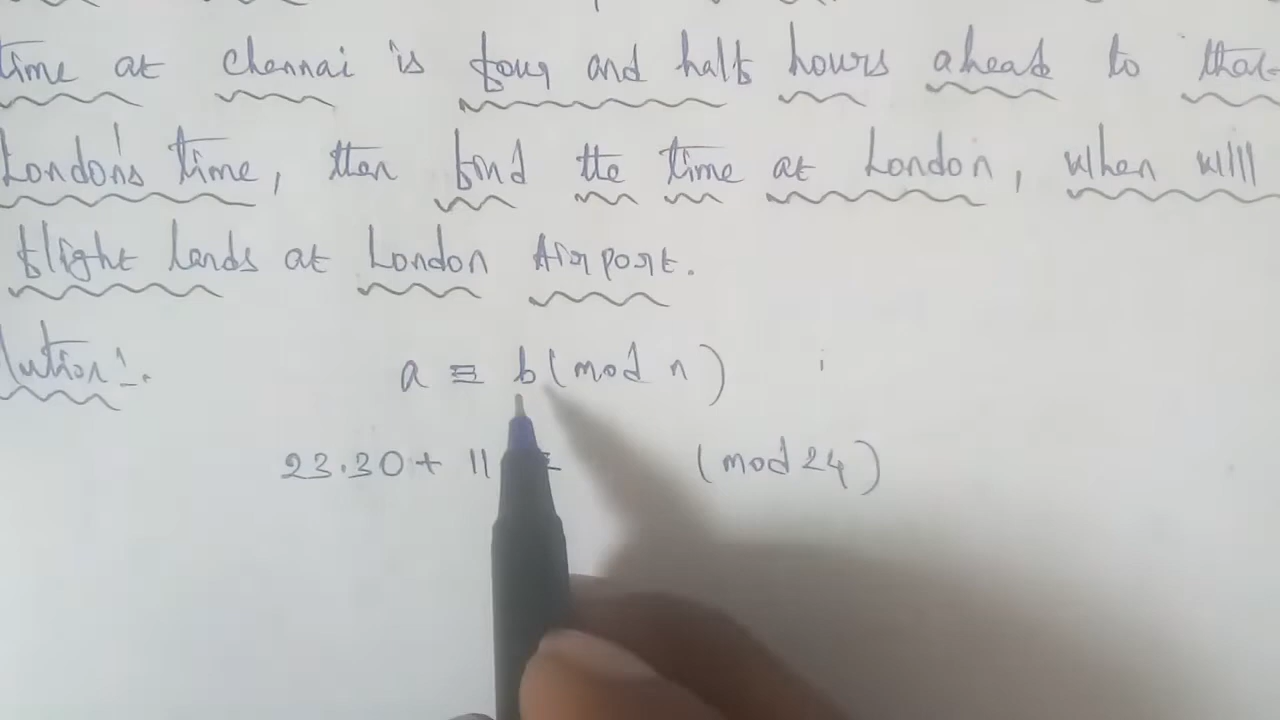 time at Chennai is four and half hours ahead to that
London's time, then find the time at London, when will
flight lands at London Airport.
lution:
a ≡ b (mod n)
23.30 + 11 ≡ (mod 24)